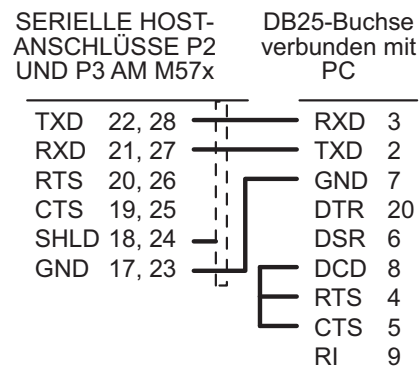 SERIELLE HOST- DB25-Buchse
ANSCHLÜSSE P2 verbunden mit
UND P3 AM M57x PC
TXD 22, 28 RXD 3
RXD 21, 27 TXD 2
RTS 20, 26 GND 7
CTS 19, 25 DTR 20
SHLD 18, 24 DSR 6
GND 17, 23 DCD 8
RTS 4
CTS 5
RI 9